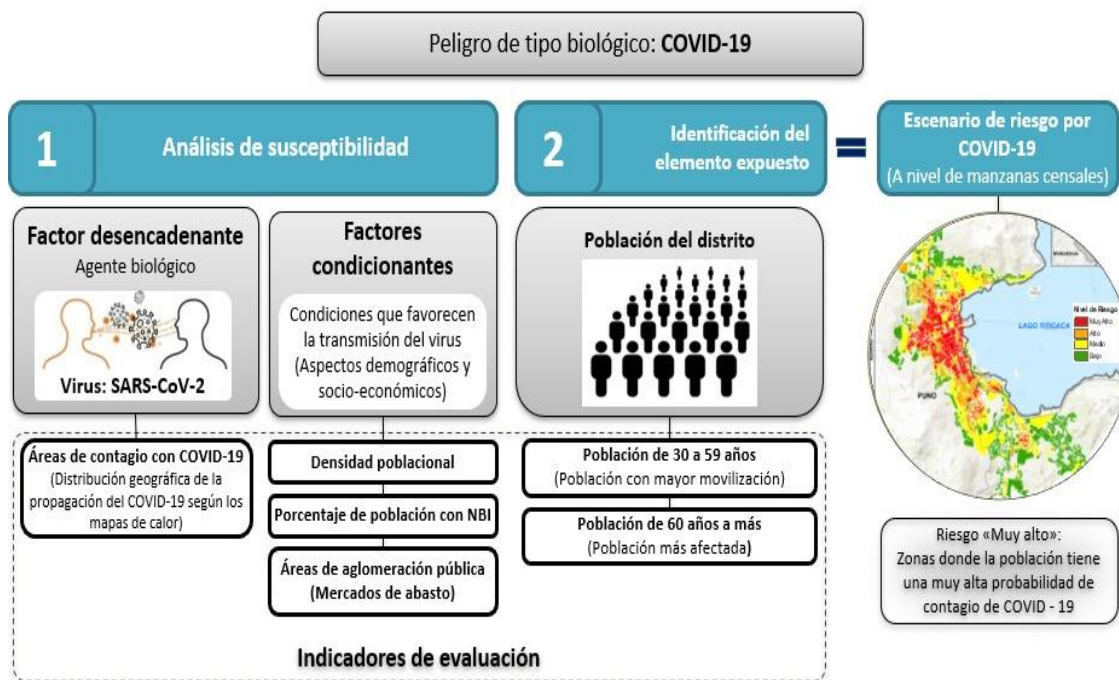 Peligro de tipo biológico: COVID-19
1
Análisis de susceptibilidad
2
Identificación del
elemento expuesto
=
Escenario de riesgo por
COVID-19
(A nivel de manzanas censales)
Factor desencadenante
Agente biológico
Virus: SARS-CoV-2
Factores
condicionantes
Condiciones que favorecen
la transmisión del virus
(Aspectos demográficos y
socio-económicos)
Población del distrito
Nivel de Riesgo
Muy Alto
Alto
Medio
Bajo
LAGO TITICACA
PUNO
Áreas de contagio con COVID-19
(Distribución geográfica de la
propagación del COVID-19 según los
mapas de calor)
Densidad poblacional
Porcentaje de población con NBI
Áreas de aglomeración pública
(Mercados de abasto)
Población de 30 a 59 años
(Población con mayor movilización)
Población de 60 años a más
(Población más afectada)
Riesgo «Muy alto»:
Zonas donde la población tiene
una muy alta probabilidad de
contagio de COVID - 19
Indicadores de evaluación